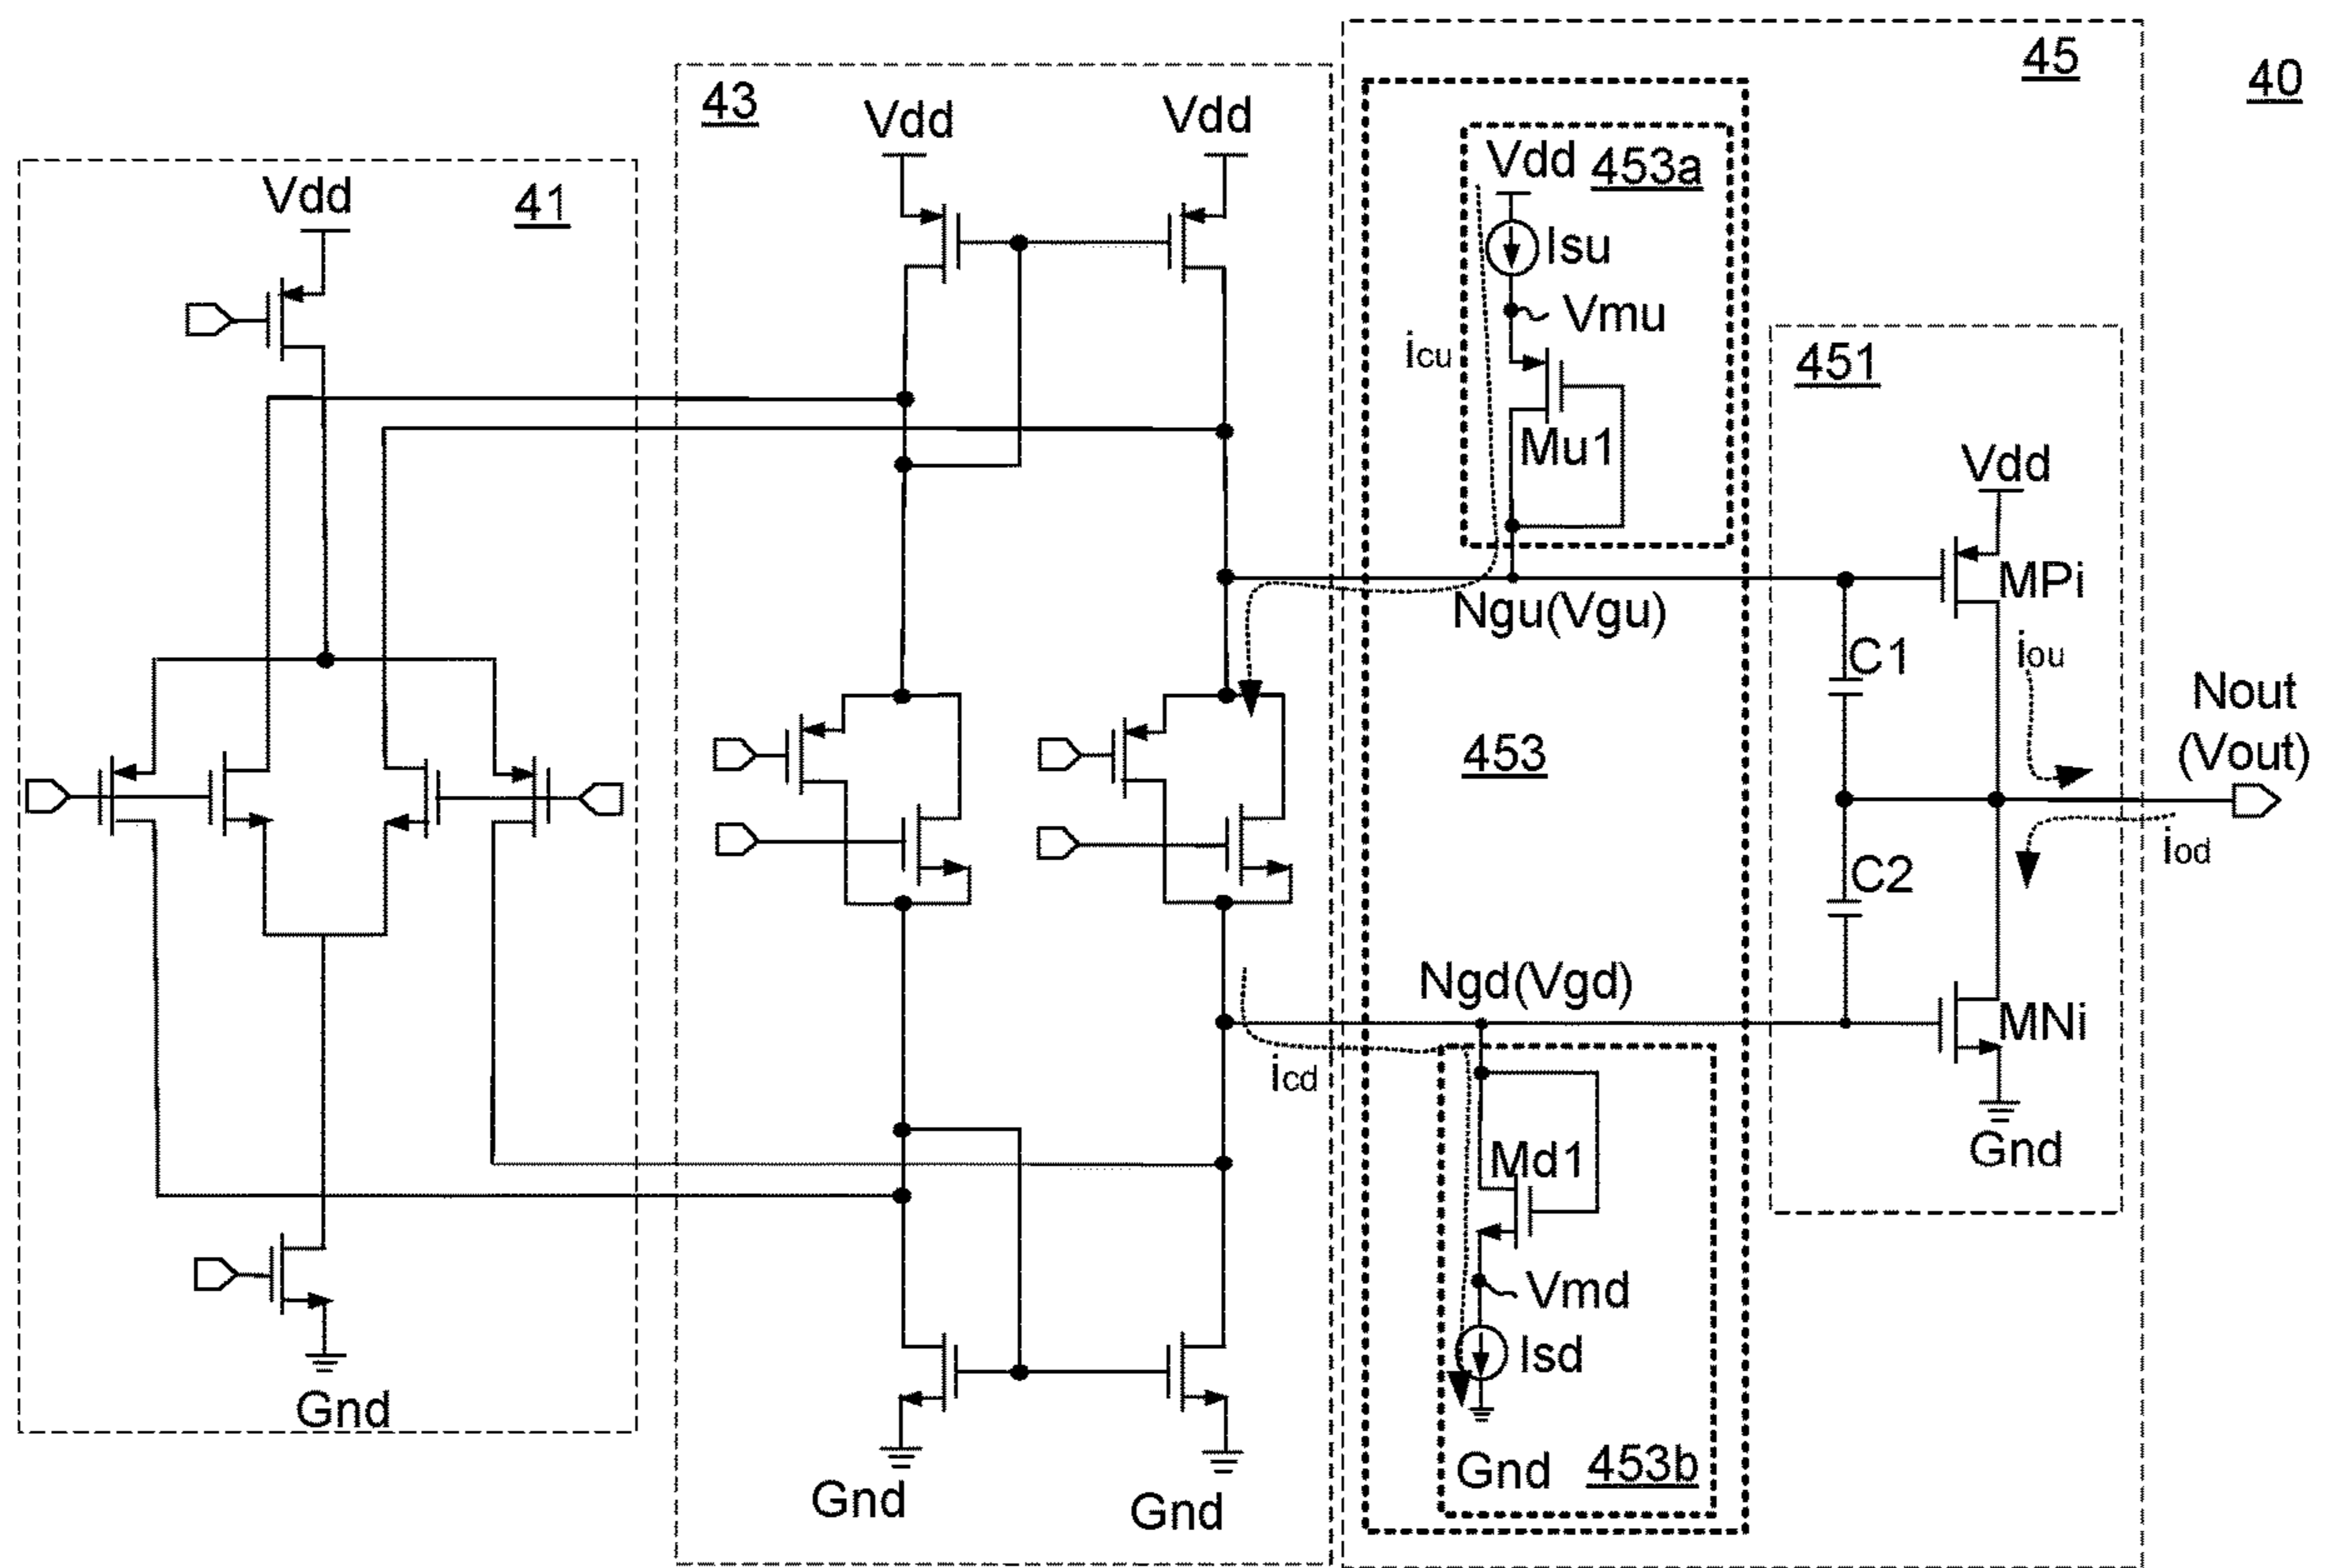 45
40
43
Vdd
Vdd
Vdd
453a
Vdd
41
Isu
Vmu
icu
451
Mu1
Vdd
MPi
Ngu(Vgu)
C1
iou
Nout
(Vout)
453
iod
C2
Ngd(Vgd)
MNi
icd
Md1
Gnd
Vmd
Isd
Gnd
Gnd
453b
Gnd
Gnd